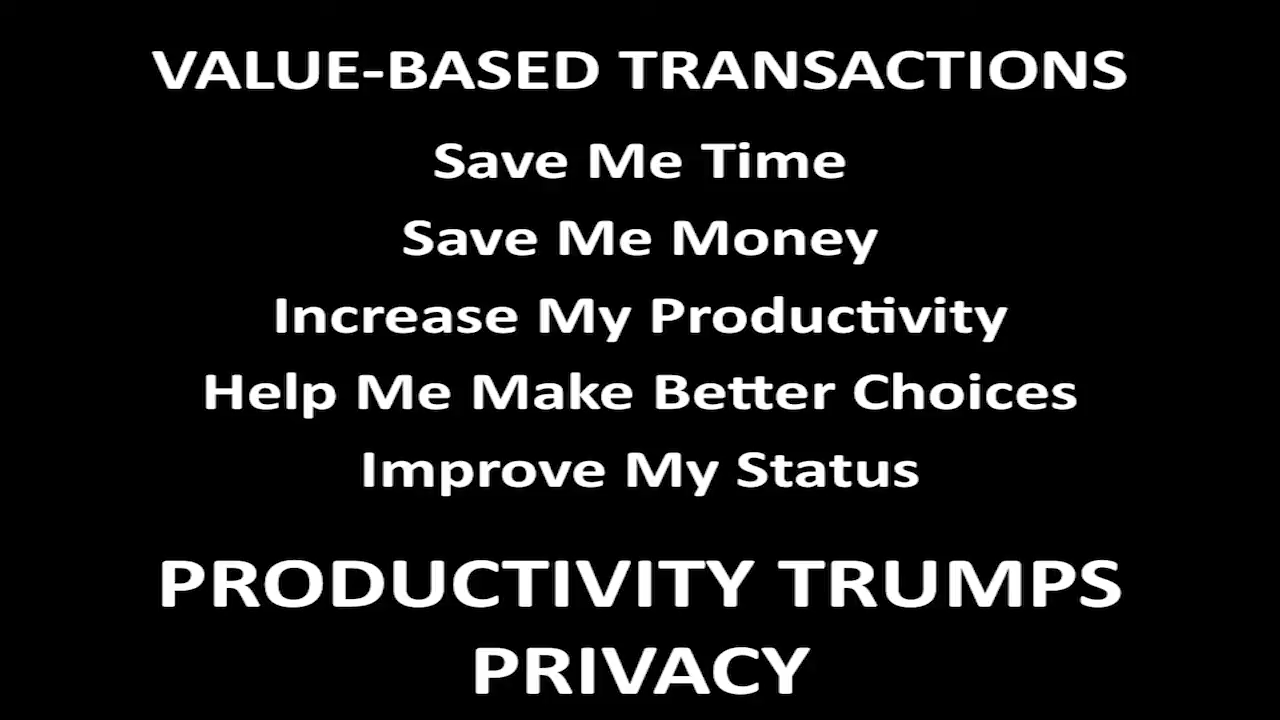 VALUE-BASED TRANSACTIONS
Save Me Time
Save Me Money
Increase My Productivity
Help Me Make Better Choices
Improve My Status
PRODUCTIVITY TRUMPS
PRIVACY